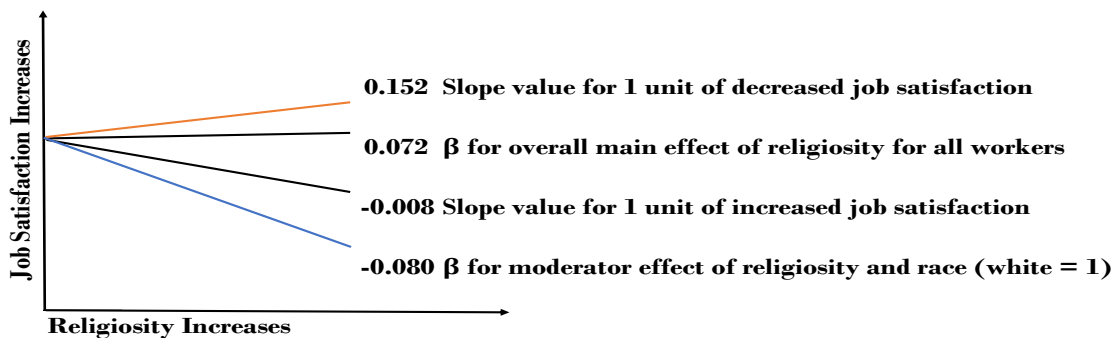 Job Satisfaction Increases
0.152 Slope value for 1 unit of decreased job satisfaction
0.072 β for overall main effect of religiosity for all workers
-0.008 Slope value for 1 unit of increased job satisfaction
-0.080 β for moderator effect of religiosity and race (white = 1)
Religiosity Increases